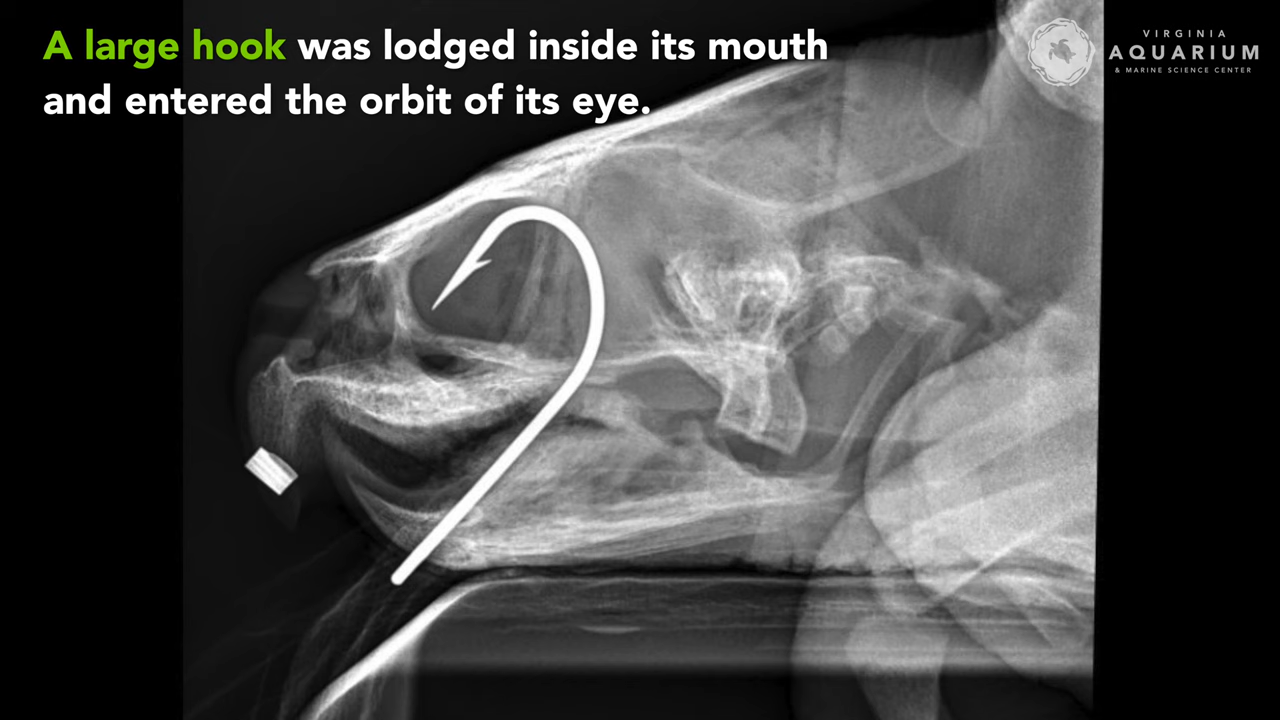 A large hook was lodged inside its mouth
and entered the orbit of its eye.
VIRGINIA
AQUARIUM
& MARINE SCIENCE CENTER